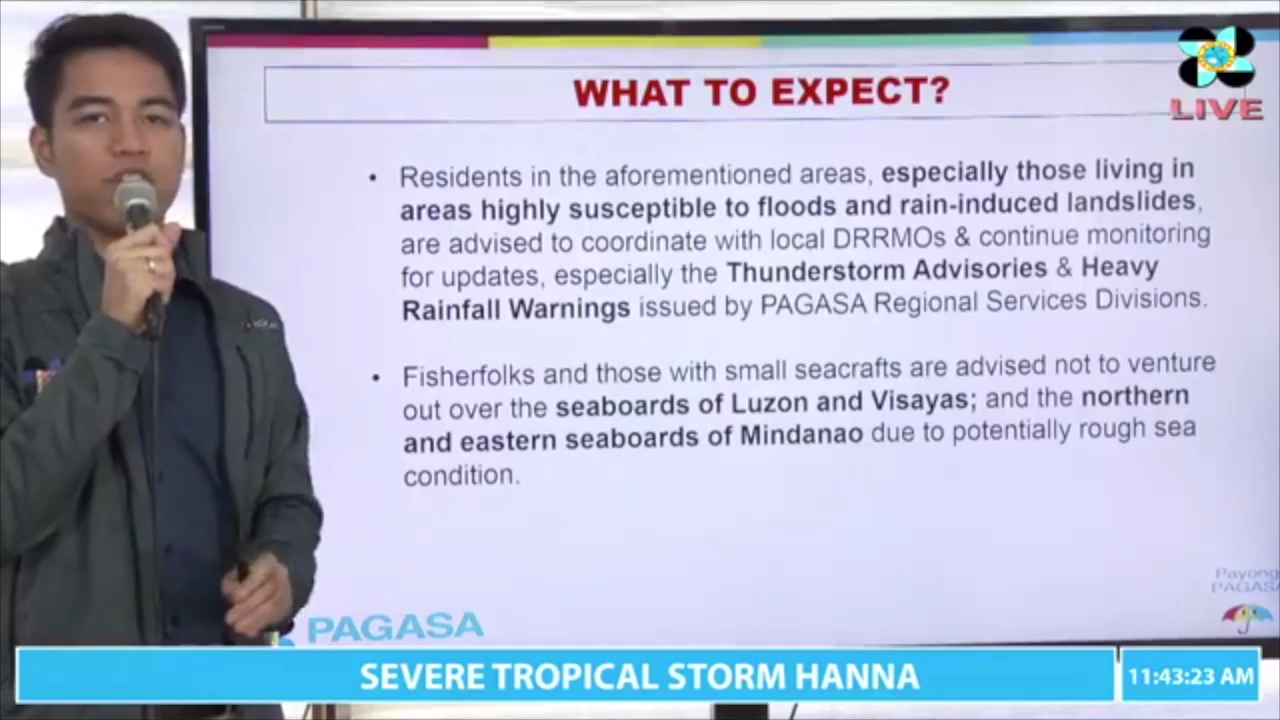 WHAT TO EXPECT?
LIVE
• Residents in the aforementioned areas, especially those living in
areas highly susceptible to floods and rain-induced landslides,
are advised to coordinate with local DRRMOs & continue monitoring
for updates, especially the Thunderstorm Advisories & Heavy
Rainfall Warnings issued by PAGASA Regional Services Divisions.
• Fisherfolks and those with small seacrafts are advised not to venture
out over the seaboards of Luzon and Visayas; and the northern
and eastern seaboards of Mindanao due to potentially rough sea
condition.
Payong
PAGASA
PAGASA
SEVERE TROPICAL STORM HANNA
11:43:23 AM